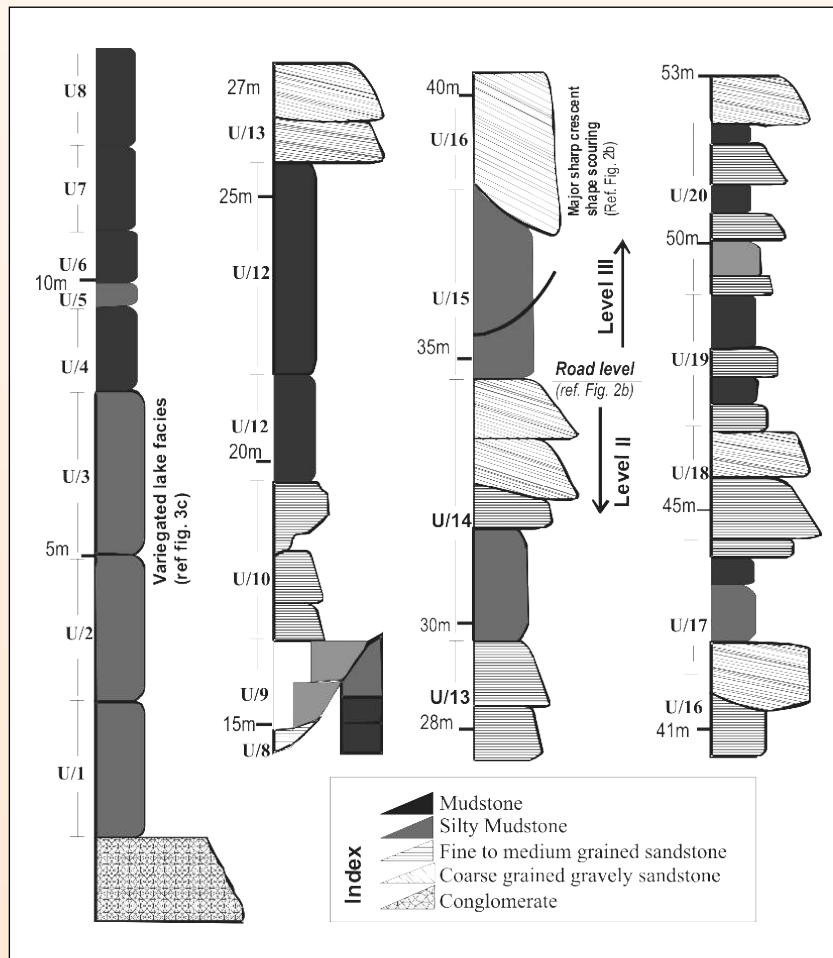 U8
U7
U/6
10m
U/5
U/4
U/3
5m
U/2
U/1
Variegated lake facies
(ref fig. 3c)
27m
U/13
25m
U/12
U/12
20m
U/10
U/9
15m
U/8
40m
U/16
U/15
35m
U/14
30m
U/13
28m
Major sharp crescent
shape scouring
(Ref. Fig. 2b)
Level III
Road level
(ref. Fig. 2b)
Level II
53m
U/20
50m
U/19
U/18
45m
U/17
U/16
41m
Index
Mudstone
Silty Mudstone
Fine to medium grained sandstone
Coarse grained gravely sandstone
Conglomerate